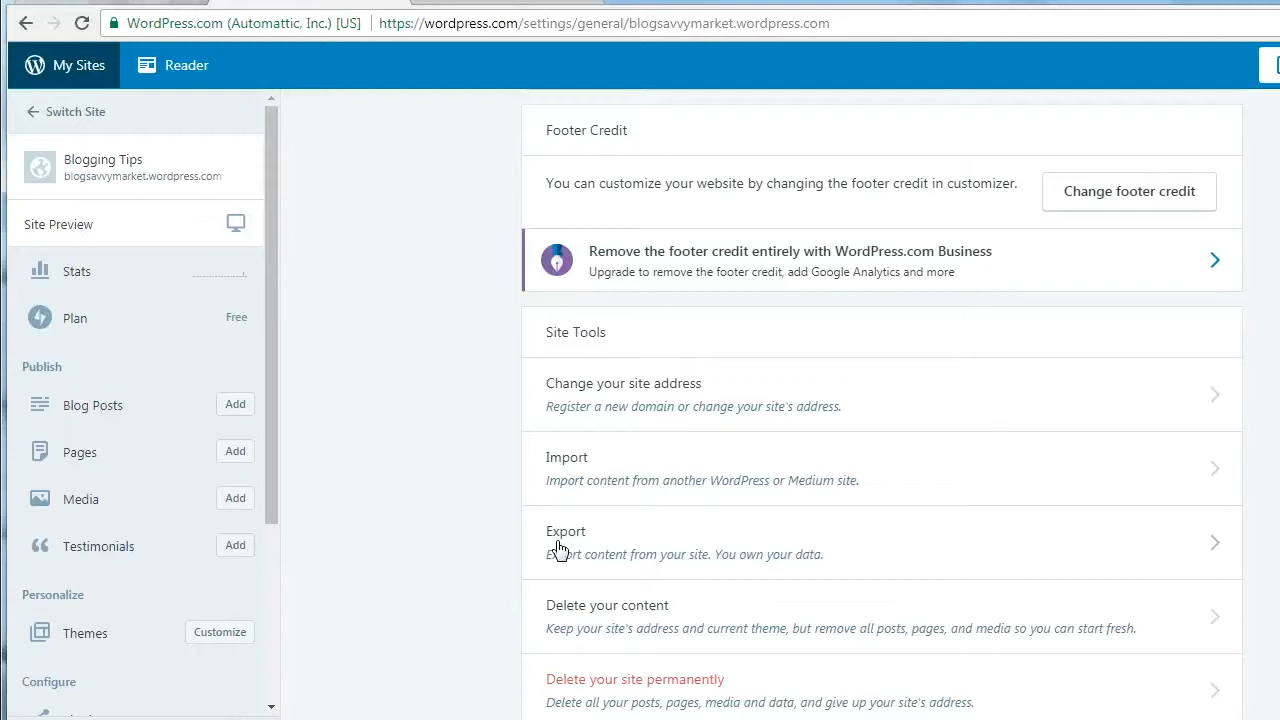 WordPress.com (Automattic, Inc.) [US]
https://wordpress.com/settings/general/blogsavvymarket.wordpress.com
My Sites
Reader
Switch Site
Blogging Tips
blogsavvymarket.wordpress.com
Site Preview
Stats
Plan
Free
Publish
Blog Posts
Add
Pages
Add
Media
Add
Testimonials
Add
Personalize
Themes
Customize
Configure
Footer Credit
You can customize your website by changing the footer credit in customizer.
Change footer credit
Remove the footer credit entirely with WordPress.com Business
Upgrade to remove the footer credit, add Google Analytics and more
Site Tools
Change your site address
Register a new domain or change your site's address.
Import
Import content from another WordPress or Medium site.
Export
Export content from your site. You own your data.
Delete your content
Keep your site's address and current theme, but remove all posts, pages, and media so you can start fresh.
Delete your site permanently
Delete all your posts, pages, media and data, and give up your site's address.